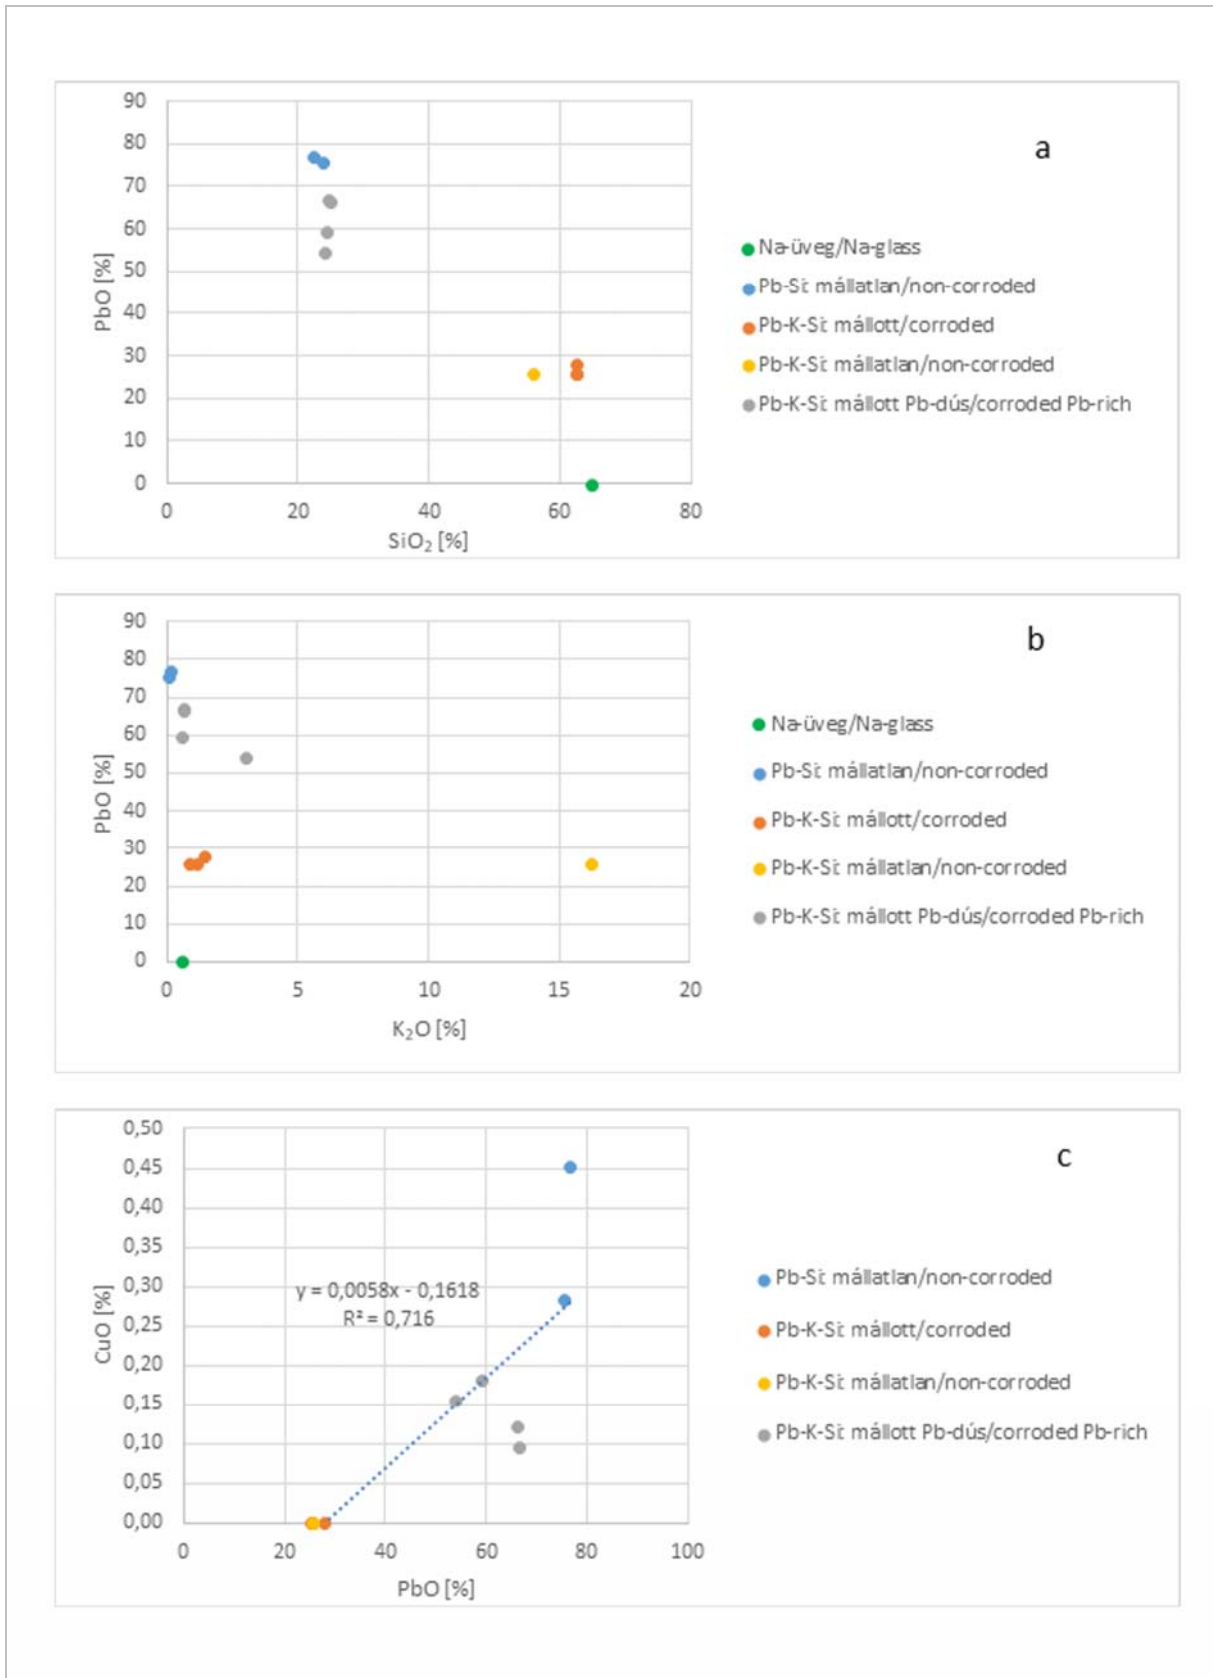 90
80
70
60
50
40
30
20
10
0
PbO [%]
0 20 40 60 80
SiO₂ [%]
a
Na-üveg/Na-glass
Pb-Si: mállatlan/non-corroded
Pb-K-Si: mállott/corroded
Pb-K-Si: mállatlan/non-corroded
Pb-K-Si: mállott Pb-dús/corroded Pb-rich
90
80
70
60
50
40
30
20
10
0
PbO [%]
0 5 10 15 20
K₂O [%]
b
Na-üveg/Na-glass
Pb-Si: mállatlan/non-corroded
Pb-K-Si: mállott/corroded
Pb-K-Si: mállatlan/non-corroded
Pb-K-Si: mállott Pb-dús/corroded Pb-rich
0,50
0,45
0,40
0,35
0,30
0,25
0,20
0,15
0,10
0,05
0,00
CuO [%]
y = 0,0058x - 0,1618
R² = 0,716
0 20 40 60 80 100
PbO [%]
c
Pb-Si: mállatlan/non-corroded
Pb-K-Si: mállott/corroded
Pb-K-Si: mállatlan/non-corroded
Pb-K-Si: mállott Pb-dús/corroded Pb-rich